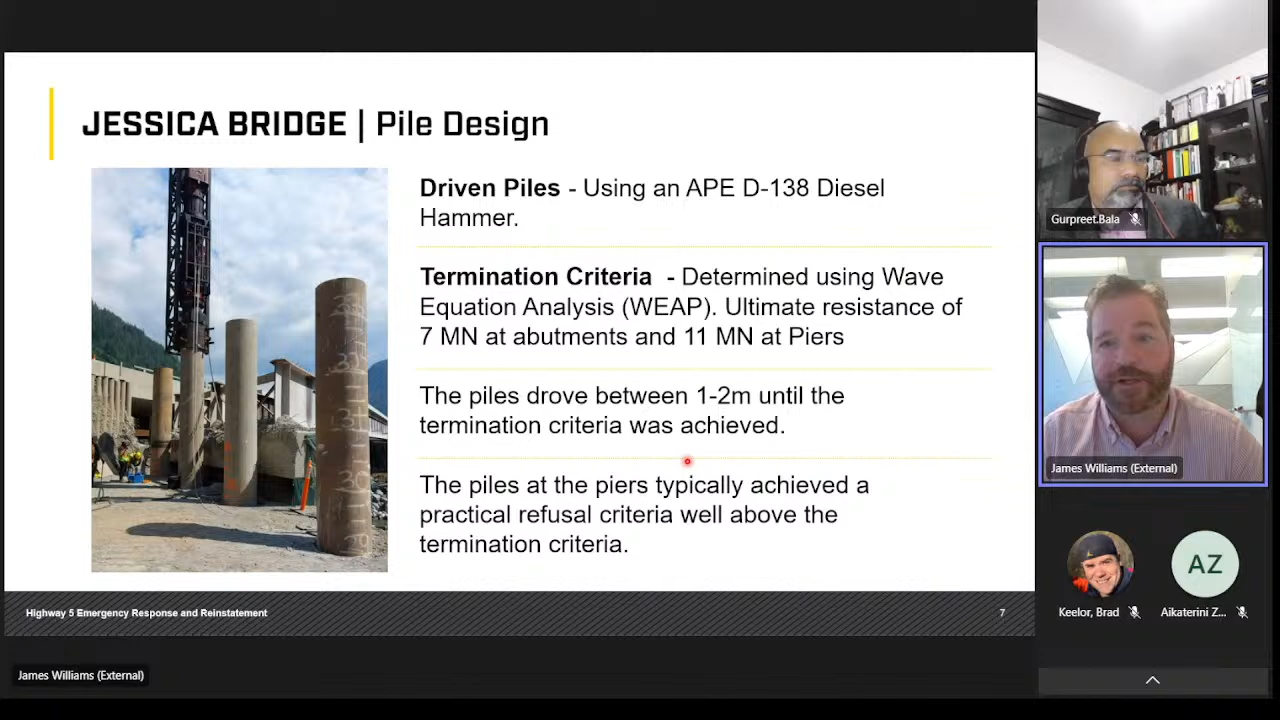 JESSICA BRIDGE | Pile Design
Driven Piles - Using an APE D-138 Diesel
Hammer.
Termination Criteria - Determined using Wave
Equation Analysis (WEAP). Ultimate resistance of
7 MN at abutments and 11 MN at Piers
The piles drove between 1-2m until the
termination criteria was achieved.
The piles at the piers typically achieved a
practical refusal criteria well above the
termination criteria.
Highway 5 Emergency Response and Reinstatement
7
James Williams (External)
Gurpreet.Bala
James Williams (External)
AZ
Keelor, Brad
Aikaterini Z...